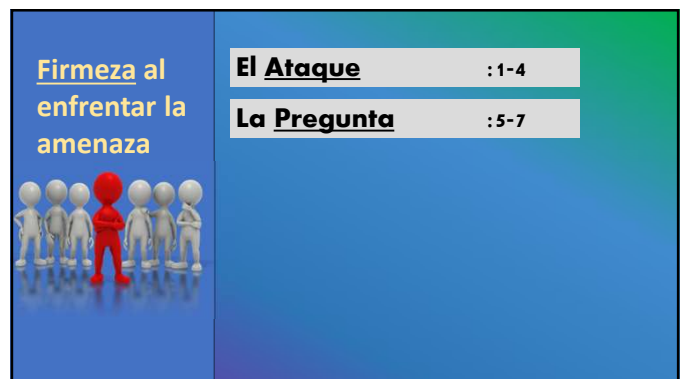 Firmeza al
enfrentar la
amenaza
El Ataque :1-4
La Pregunta :5-7